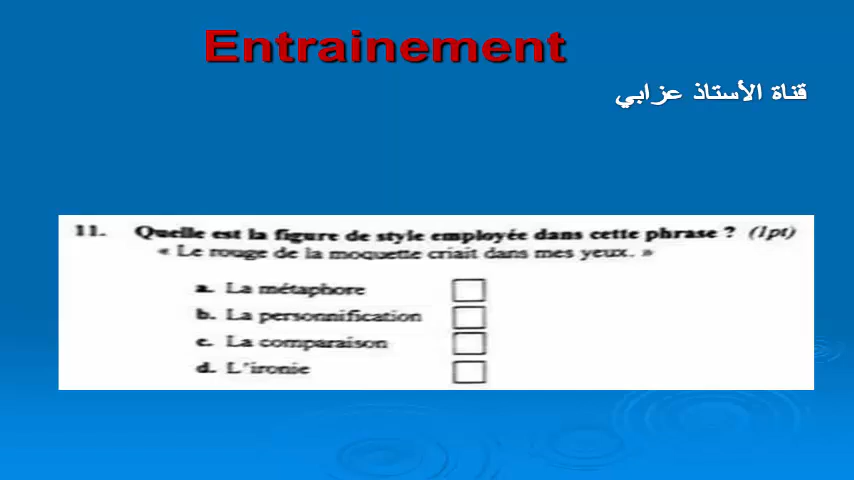 Entrainement
قناة الأستاذ عزابي
11. Quelle est la figure de style employée dans cette phrase ? (1pt)
« Le rouge de la moquette criait dans mes yeux. »
a. La métaphore
b. La personnification
c. La comparaison
d. L'ironie